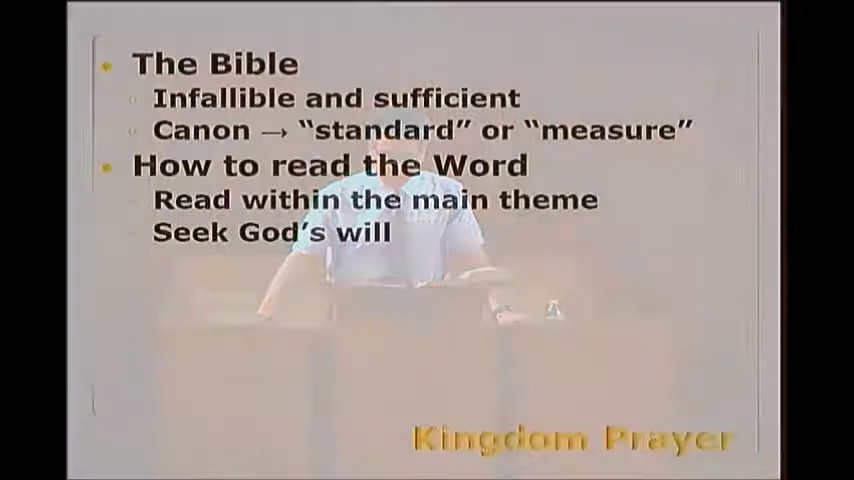 The Bible
Infallible and sufficient
Canon → “standard” or “measure”
How to read the Word
Read within the main theme
Seek God’s will
Kingdom Prayer